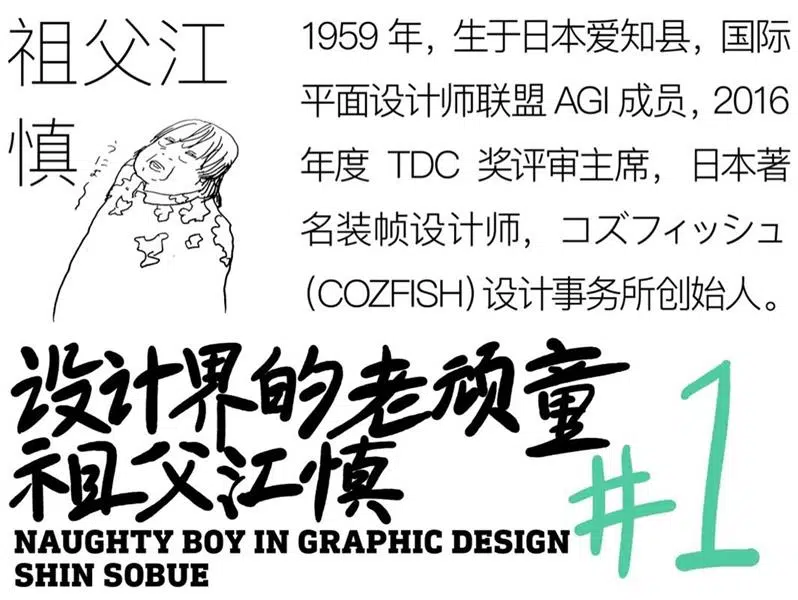 祖父江
慎
1959 年，生于日本爱知县，国际
平面设计师联盟 AGI 成员，2016
年度 TDC 奖评审主席，日本著
名装帧设计师，コズフィッシュ
（COZFISH）设计事务所创始人。
设计界的老顽童
祖父江慎
#1
NAUGHTY BOY IN GRAPHIC DESIGN
SHIN SOBUE